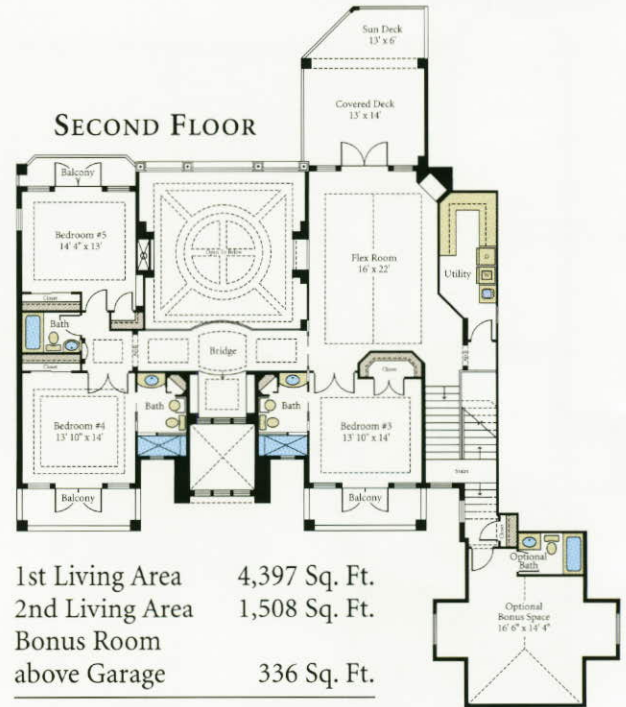 Sun Deck
13' x 6'
Covered Deck
13' x 14'
SECOND FLOOR
Balcony
Bedroom #5
14' 4" x 13'
Flex Room
16' x 22'
Utility
Closet
Bath
Bridge
Closet
Closet
Bedroom #4
13' 10" x 14'
Bath
Bath
Bedroom #3
13' 10" x 14'
Stairs
Balcony
Balcony
Closet
Optional
Bath
Optional
Bonus Space
16' 6" x 14' 4"
1st Living Area 4,397 Sq. Ft.
2nd Living Area 1,508 Sq. Ft.
Bonus Room
above Garage 336 Sq. Ft.